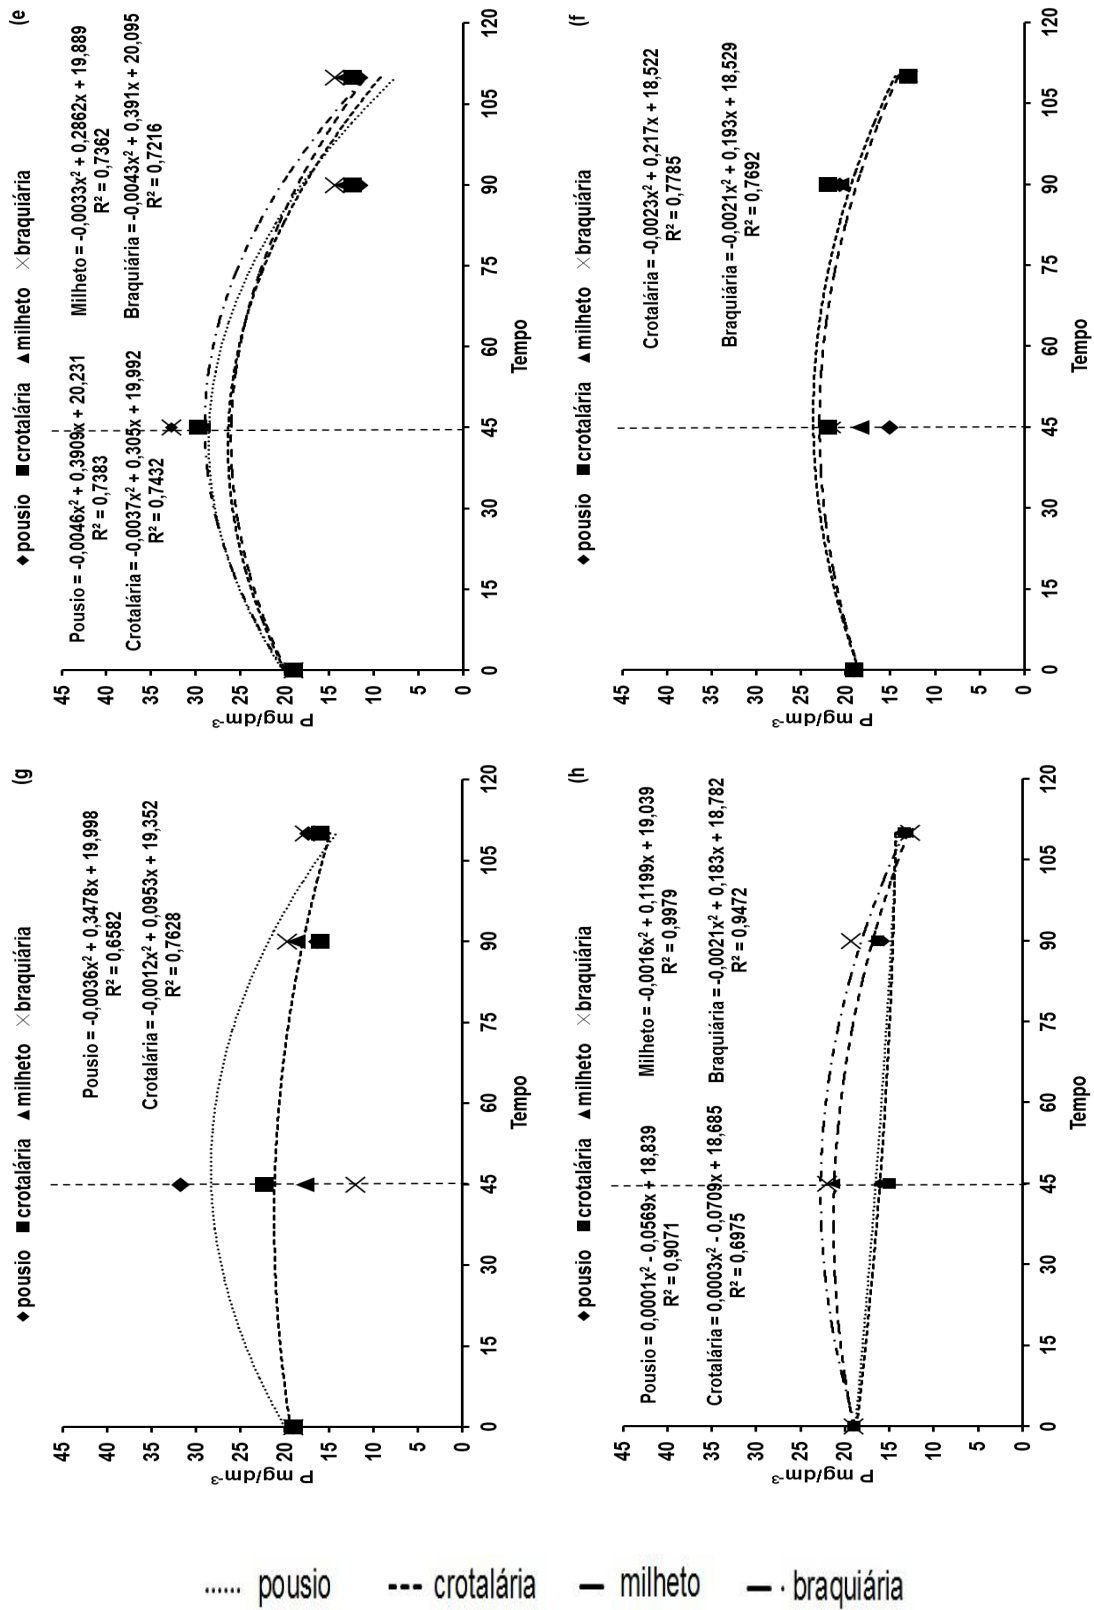 ◆pousio ■crotalária ▲milheto ×braquiária
(g
Pousio = -0,0036x² + 0,3478x + 19,998
R² = 0,6582
Crotalária = -0,0012x² + 0,0953x + 19,352
R² = 0,7628
P mg/dm⁻³
45
40
35
30
25
20
15
10
5
0
0 15 30 45 60 75 90 105 120
Tempo
◆pousio ■crotalária ▲milheto ×braquiária
(e
Pousio = -0,0046x² + 0,3909x + 20,231
R² = 0,7383
Crotalária = -0,0037x² + 0,305x + 19,992
R² = 0,7432
Milheto = -0,0033x² + 0,2862x + 19,889
R² = 0,7362
Braquiária = -0,0043x² + 0,391x + 20,095
R² = 0,7216
P mg/dm⁻³
45
40
35
30
25
20
15
10
5
0
0 15 30 45 60 75 90 105 120
Tempo
◆pousio ■crotalária ▲milheto ×braquiária
(h
Pousio = 0,0001x² - 0,0569x + 18,839
R² = 0,9071
Crotalária = 0,0003x² - 0,0709x + 18,685
R² = 0,6975
Milheto = -0,0016x² + 0,1199x + 19,039
R² = 0,9979
Braquiária = -0,0021x² + 0,183x + 18,782
R² = 0,9472
P mg/dm⁻³
45
40
35
30
25
20
15
10
5
0
0 15 30 45 60 75 90 105 120
Tempo
◆pousio ■crotalária ▲milheto ×braquiária
(f
Crotalária = -0,0023x² + 0,217x + 18,522
R² = 0,7785
Braquiária = -0,0021x² + 0,193x + 18,529
R² = 0,7692
P mg/dm⁻³
45
40
35
30
25
20
15
10
5
0
0 15 30 45 60 75 90 105 120
Tempo
pousio crotalária milheto braquiária